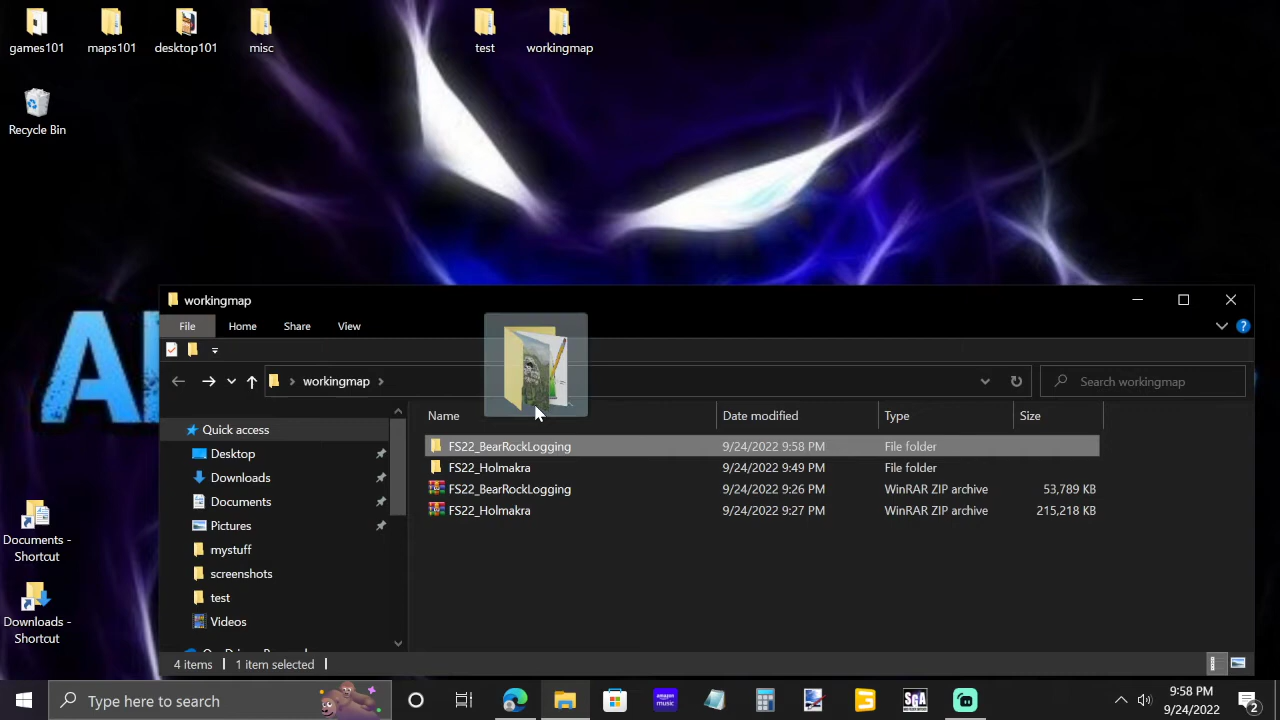 games101
maps101
desktop101
misc
test
workingmap
Recycle Bin
workingmap
File
Home
Share
View
workingmap
Search workingmap
Name
Date modified
Type
Size
Quick access
Desktop
Downloads
Documents
Pictures
mystuff
screenshots
test
Videos
FS22_BearRockLogging 9/24/2022 9:58 PM File folder
FS22_Holmakra 9/24/2022 9:49 PM File folder
FS22_BearRockLogging 9/24/2022 9:26 PM WinRAR ZIP archive 53,789 KB
FS22_Holmakra 9/24/2022 9:27 PM WinRAR ZIP archive 215,218 KB
4 items
1 item selected
Documents -
Shortcut
Downloads -
Shortcut
Type here to search
amazon
music
SGA
9:58 PM
9/24/2022
2